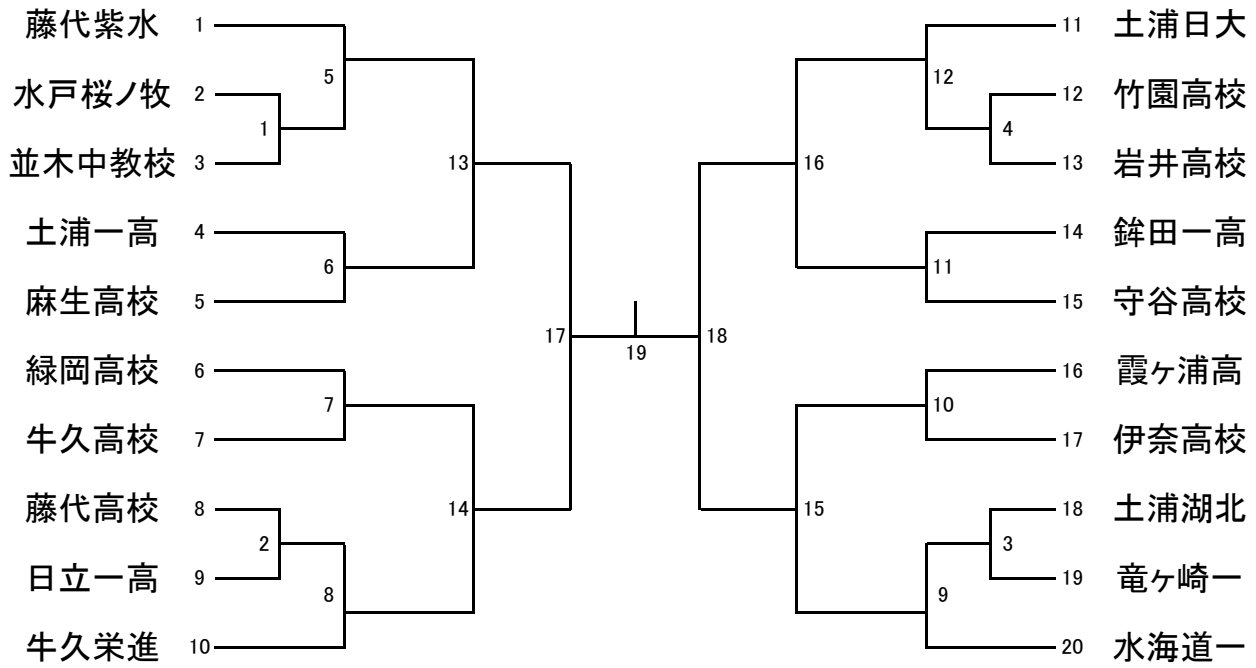 藤代紫水 1
水戸桜ノ牧 2
並木中教校 3
土浦一高 4
麻生高校 5
緑岡高校 6
牛久高校 7
藤代高校 8
日立一高 9
牛久栄進 10
1
5
6
7
2
8
13
14
17
19
18
16
15
12
4
11
10
3
9
11 土浦日大
12 竹園高校
13 岩井高校
14 鉾田一高
15 守谷高校
16 霞ヶ浦高
17 伊奈高校
18 土浦湖北
19 竜ヶ崎一
20 水海道一